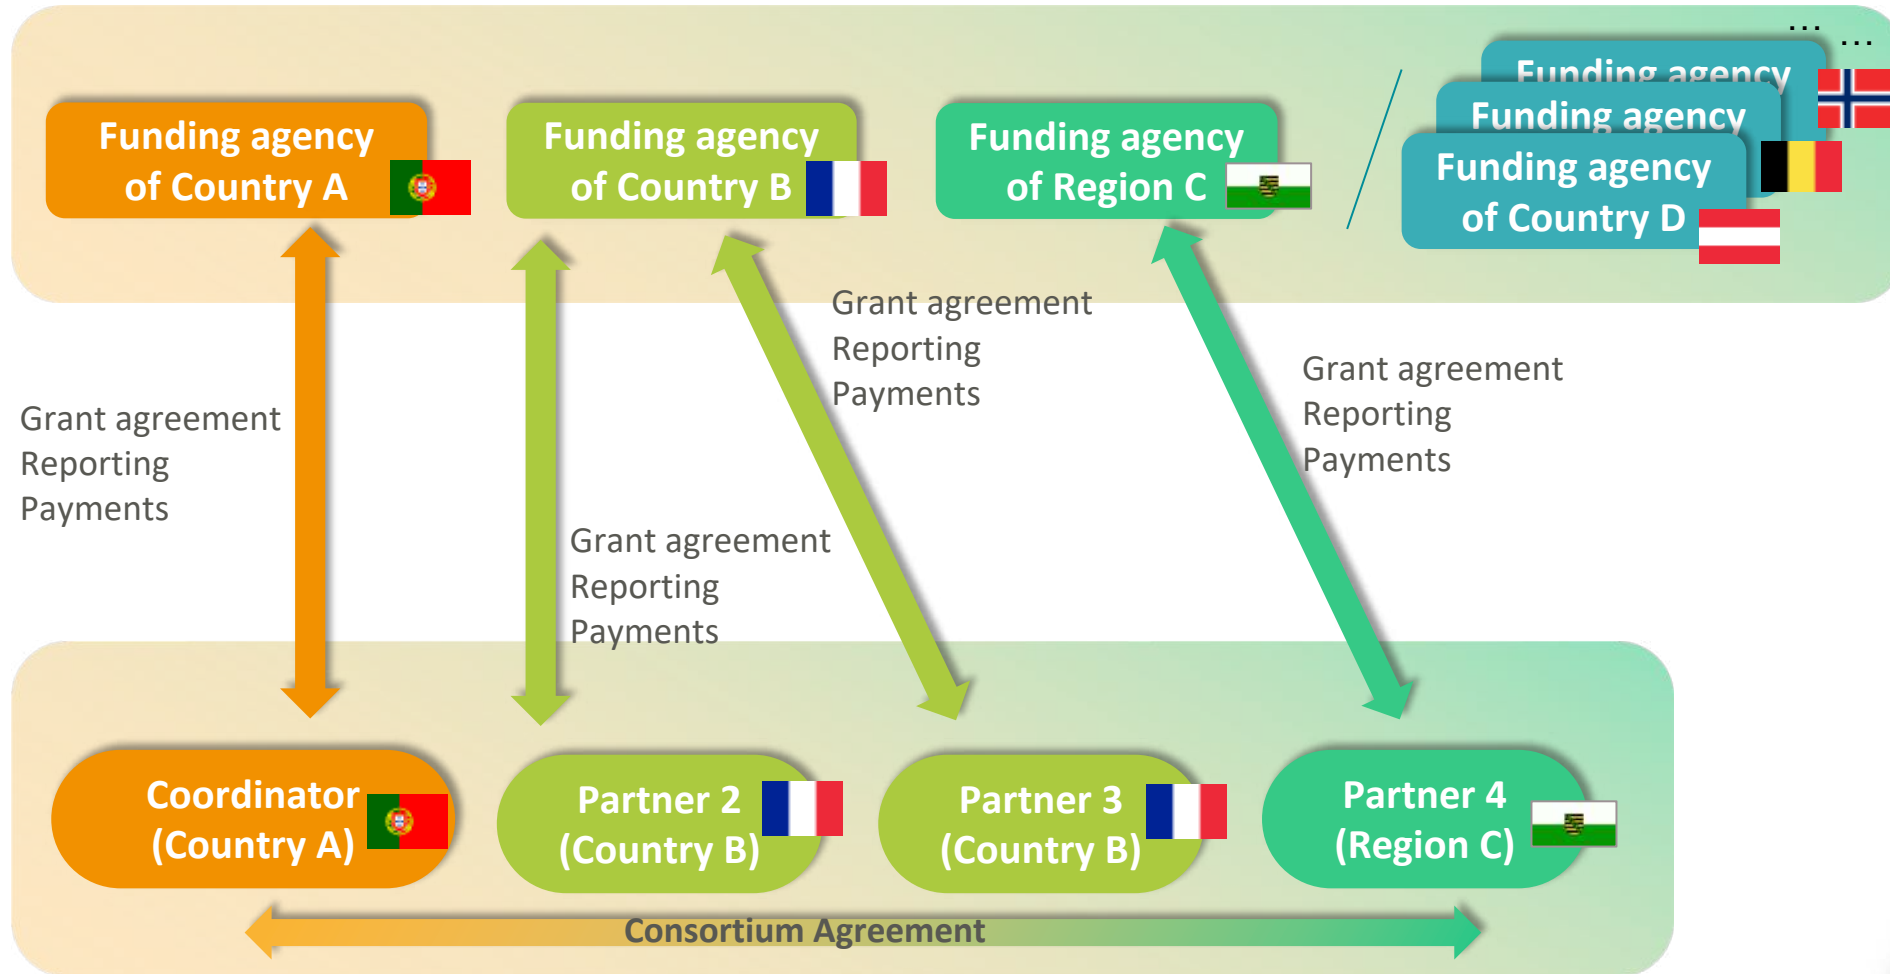 ... ...
Funding agency
of Country A
Funding agency
of Country B
Funding agency
of Region C
Funding agency
Funding agency
Funding agency
of Country D
Grant agreement
Reporting
Payments
Grant agreement
Reporting
Payments
Grant agreement
Reporting
Payments
Grant agreement
Reporting
Payments
Coordinator
(Country A)
Partner 2
(Country B)
Partner 3
(Country B)
Partner 4
(Region C)
Consortium Agreement